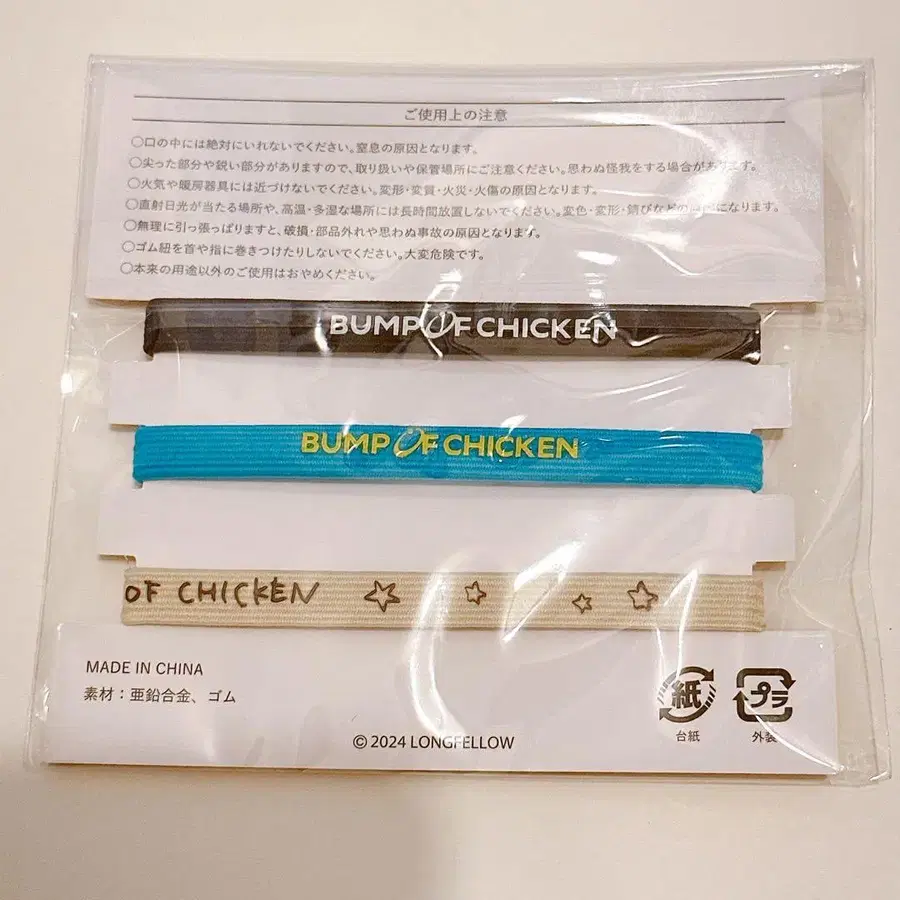 ご使用上の注意
○口の中には絶対にいれないでください。窒息の原因となります。
○尖った部分や鋭い部分がありますので、取り扱いや保管場所にご注意ください。思わぬ怪我をする場合があります。
○火気や暖房器具には近づけないでください。変形・変質・火災・火傷の原因となります。
○直射日光が当たる場所や、高温・多湿な場所には長時間放置しないでください。変色・変形・錆びなどの原因になります。
○無理に引っ張っぱりますと、破損・部品外れや思わぬ事故の原因となります。
○ゴム紐を首や指に巻きつけたりしないでください。大変危険です。
○本来の用途以外のご使用はおやめください。
BUMP OF CHICKEN
BUMP OF CHICKEN
OF CHICKEN
MADE IN CHINA
素材：亜鉛合金、ゴム
紙
台紙
プラ
外装
© 2024 LONGFELLOW